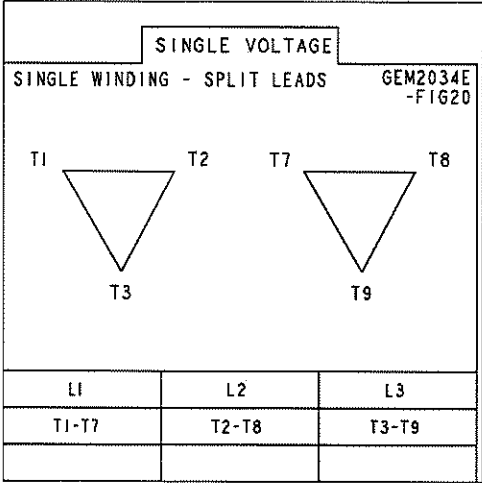 SINGLE VOLTAGE
SINGLE WINDING - SPLIT LEADS GEM2034E
-FIG20
T1 T2 T7 T8
T3 T9
L1 L2 L3
T1-T7 T2-T8 T3-T9